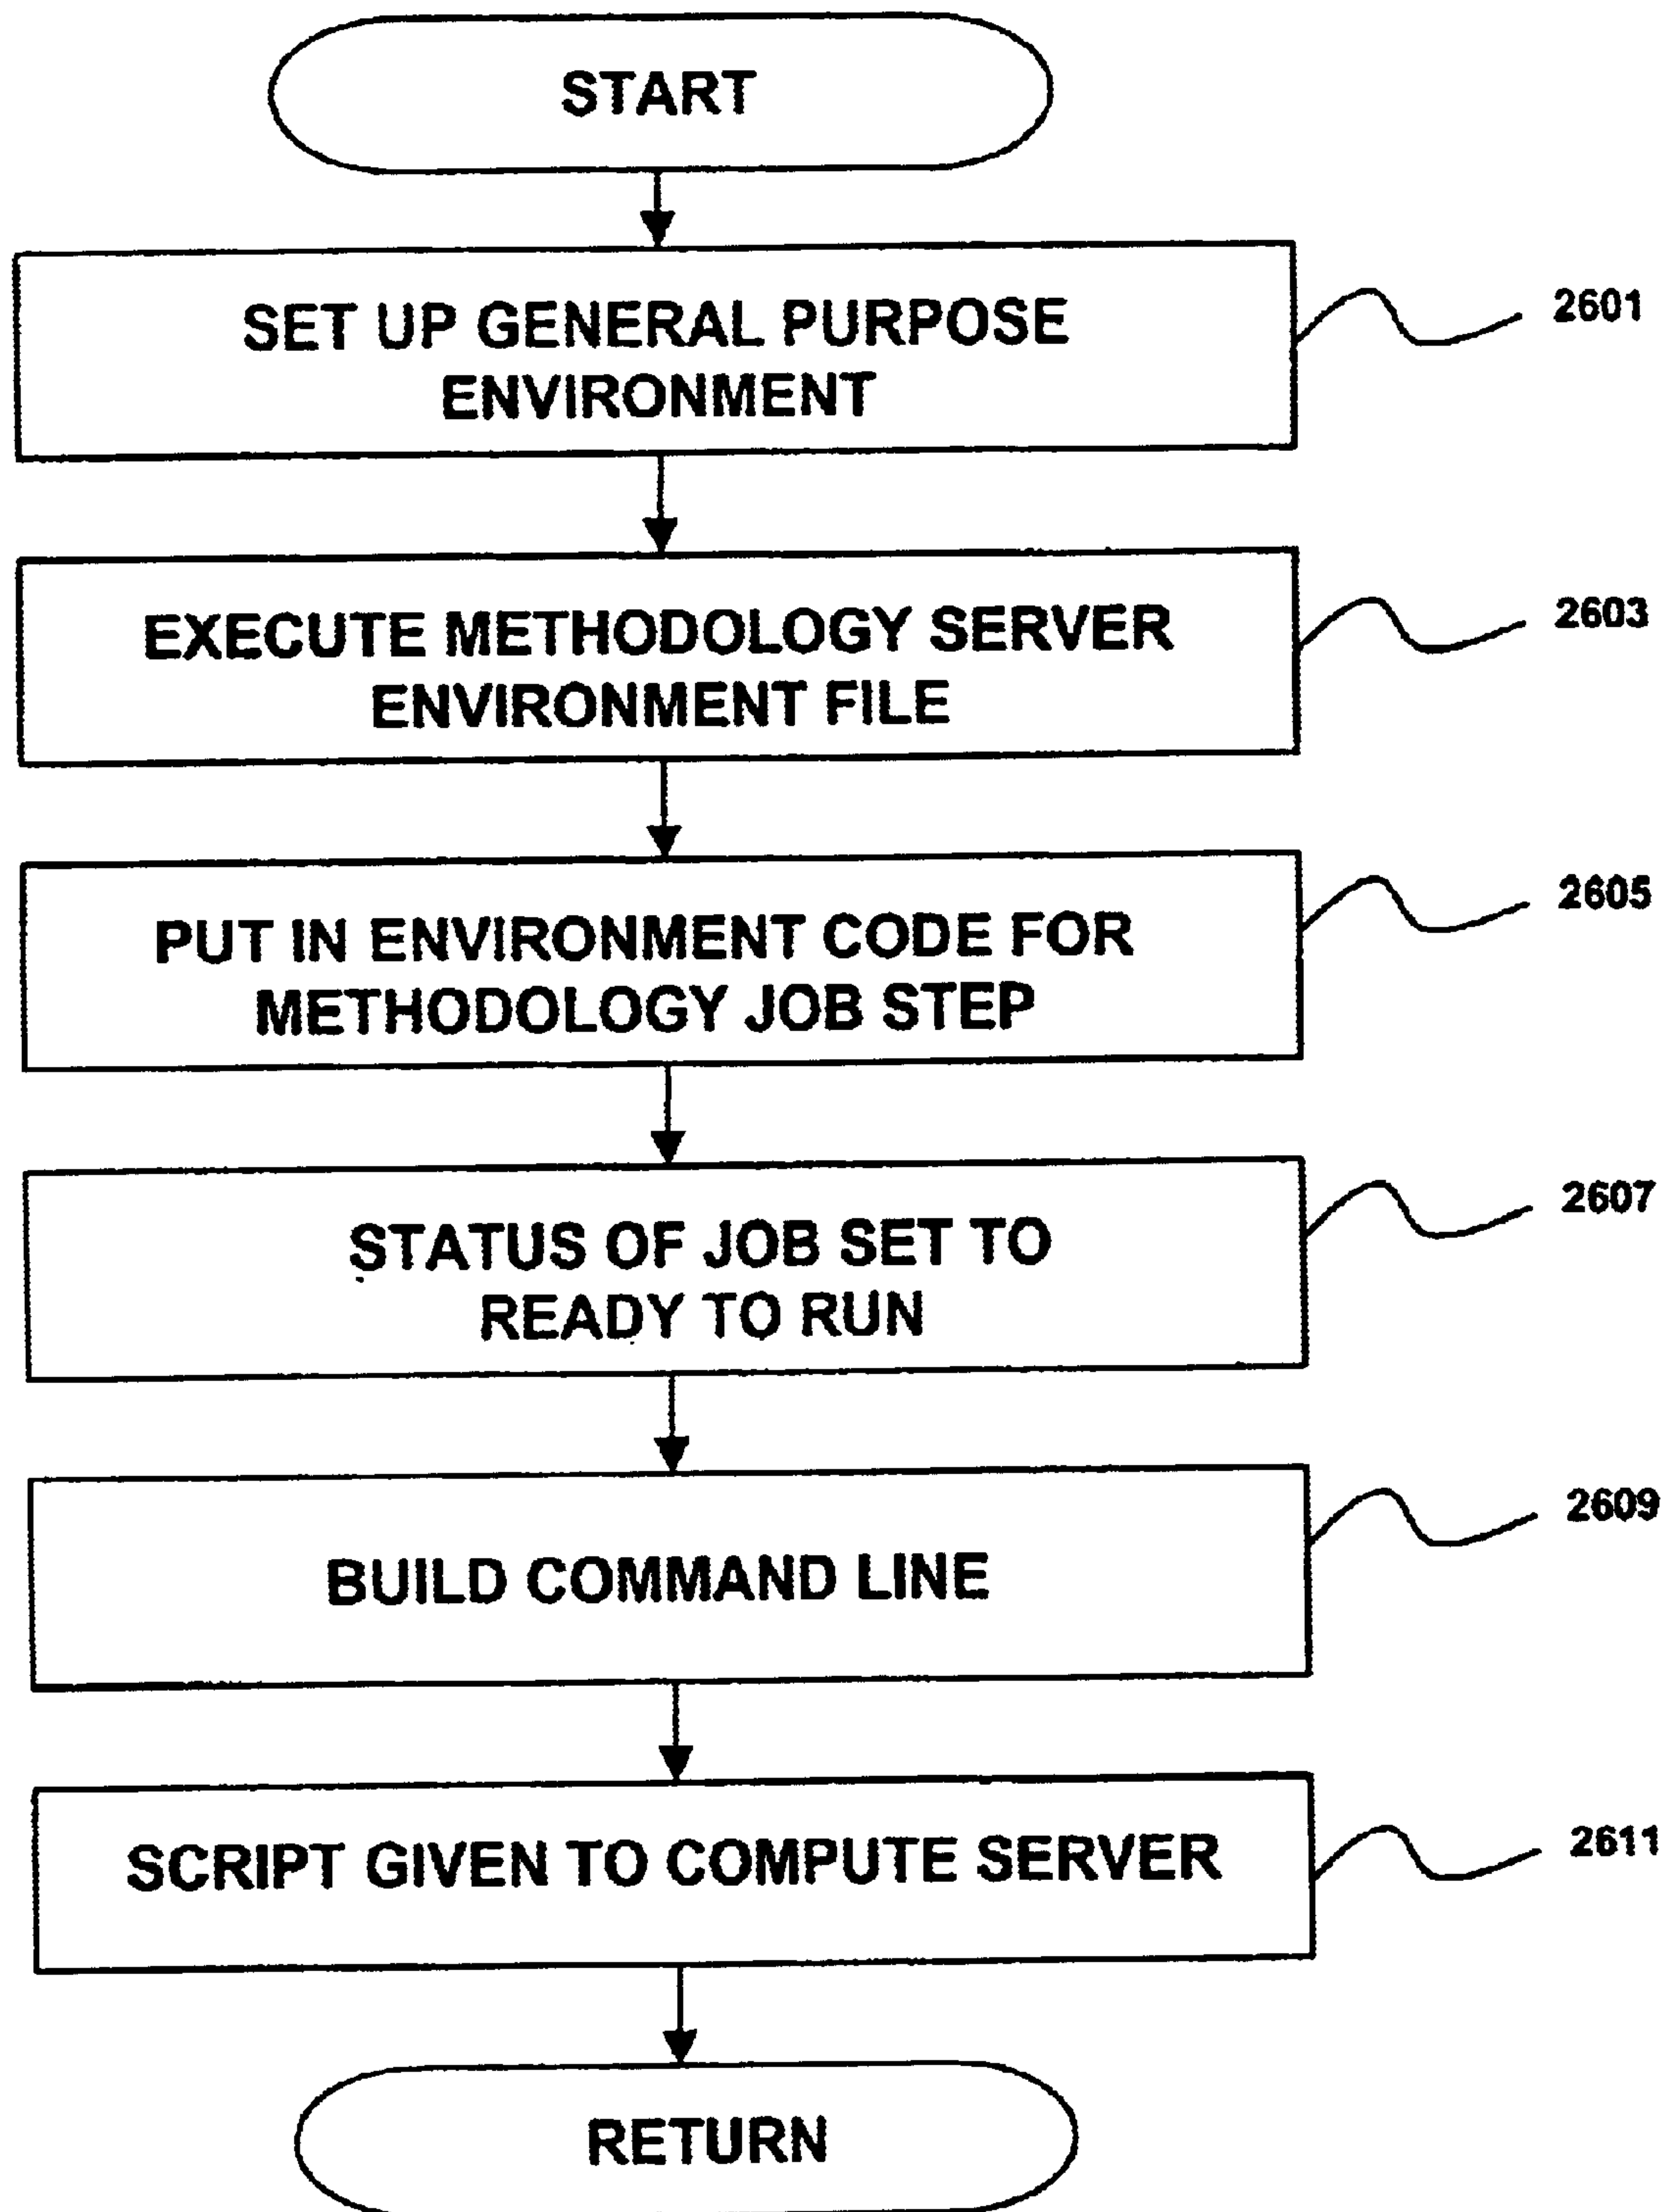 START
SET UP GENERAL PURPOSE
ENVIRONMENT
2601
EXECUTE METHODOLOGY SERVER
ENVIRONMENT FILE
2603
PUT IN ENVIRONMENT CODE FOR
METHODOLOGY JOB STEP
2605
STATUS OF JOB SET TO
READY TO RUN
2607
BUILD COMMAND LINE
2609
SCRIPT GIVEN TO COMPUTE SERVER
2611
RETURN